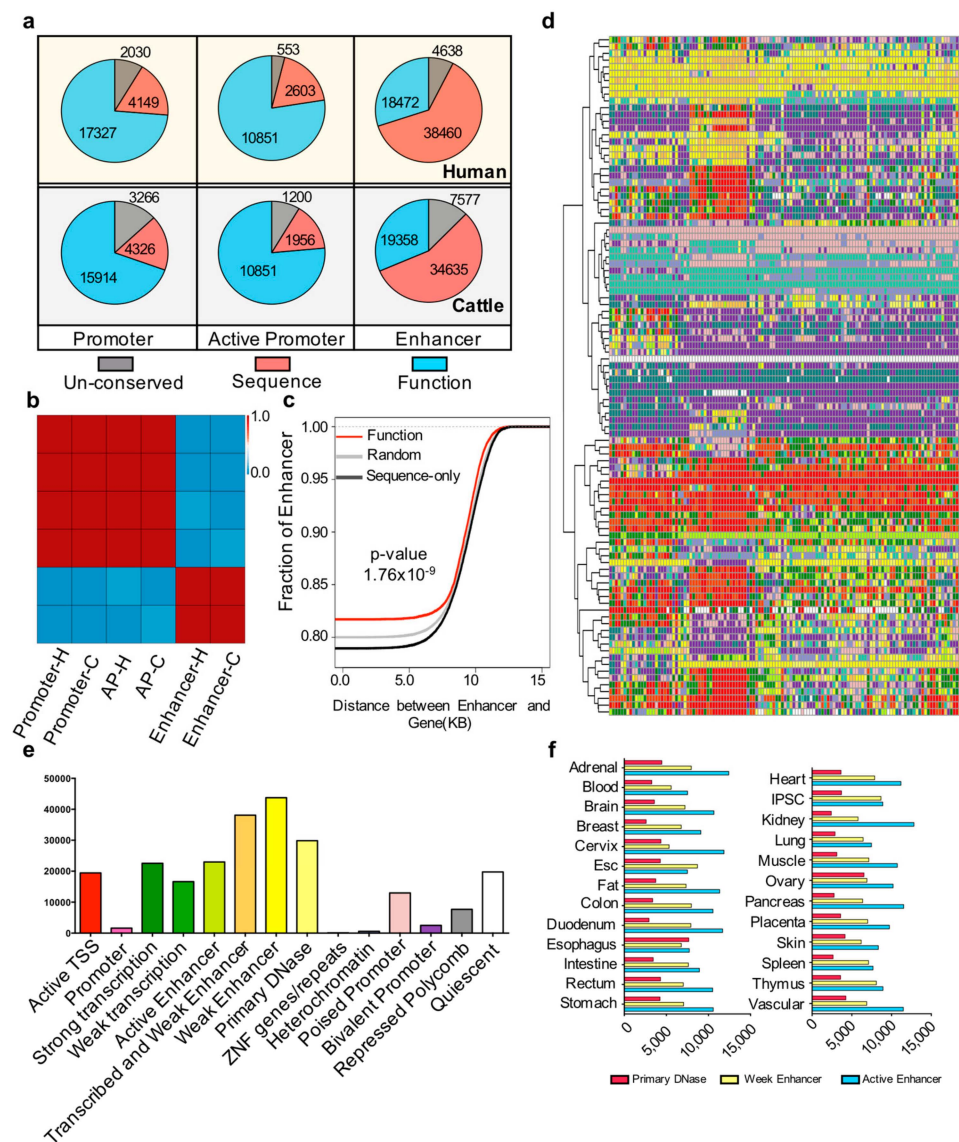 a
2030
4149
17327
553
2603
10851
4638
18472
38460
Human
3266
4326
15914
1200
1956
10851
7577
19358
34635
Cattle
Promoter
Active Promoter
Enhancer
Un-conserved
Sequence
Function
b
1.0
0.0
Promoter-H
Promoter-C
AP-H
AP-C
Enhancer-H
Enhancer-C
c
Fraction of Enhancer
1.00
0.95
0.90
0.85
0.80
Function
Random
Sequence-only
p-value
1.76x10-9
0
5.0
10
15
Distance between Enhancer and
Gene(KB)
d
e
50000
40000
30000
20000
10000
0
Active TSS
Promoter
Strong transcription
Weak transcription
Active Enhancer
Transcribed and Weak Enhancer
Weak Enhancer
Primary DNase
ZNF genes/repeats
Heterochromatin
Poised Promoter
Bivalent Promoter
Repressed Polycomb
Quiescent
f
Adrenal
Blood
Brain
Breast
Cervix
Esc
Fat
Colon
Duodenum
Esophagus
Intestine
Rectum
Stomach
0
5,000
10,000
15,000
Heart
IPSC
Kidney
Lung
Muscle
Ovary
Pancreas
Placenta
Skin
Spleen
Thymus
Vascular
0
5,000
10,000
15,000
Primary DNase
Week Enhancer
Active Enhancer